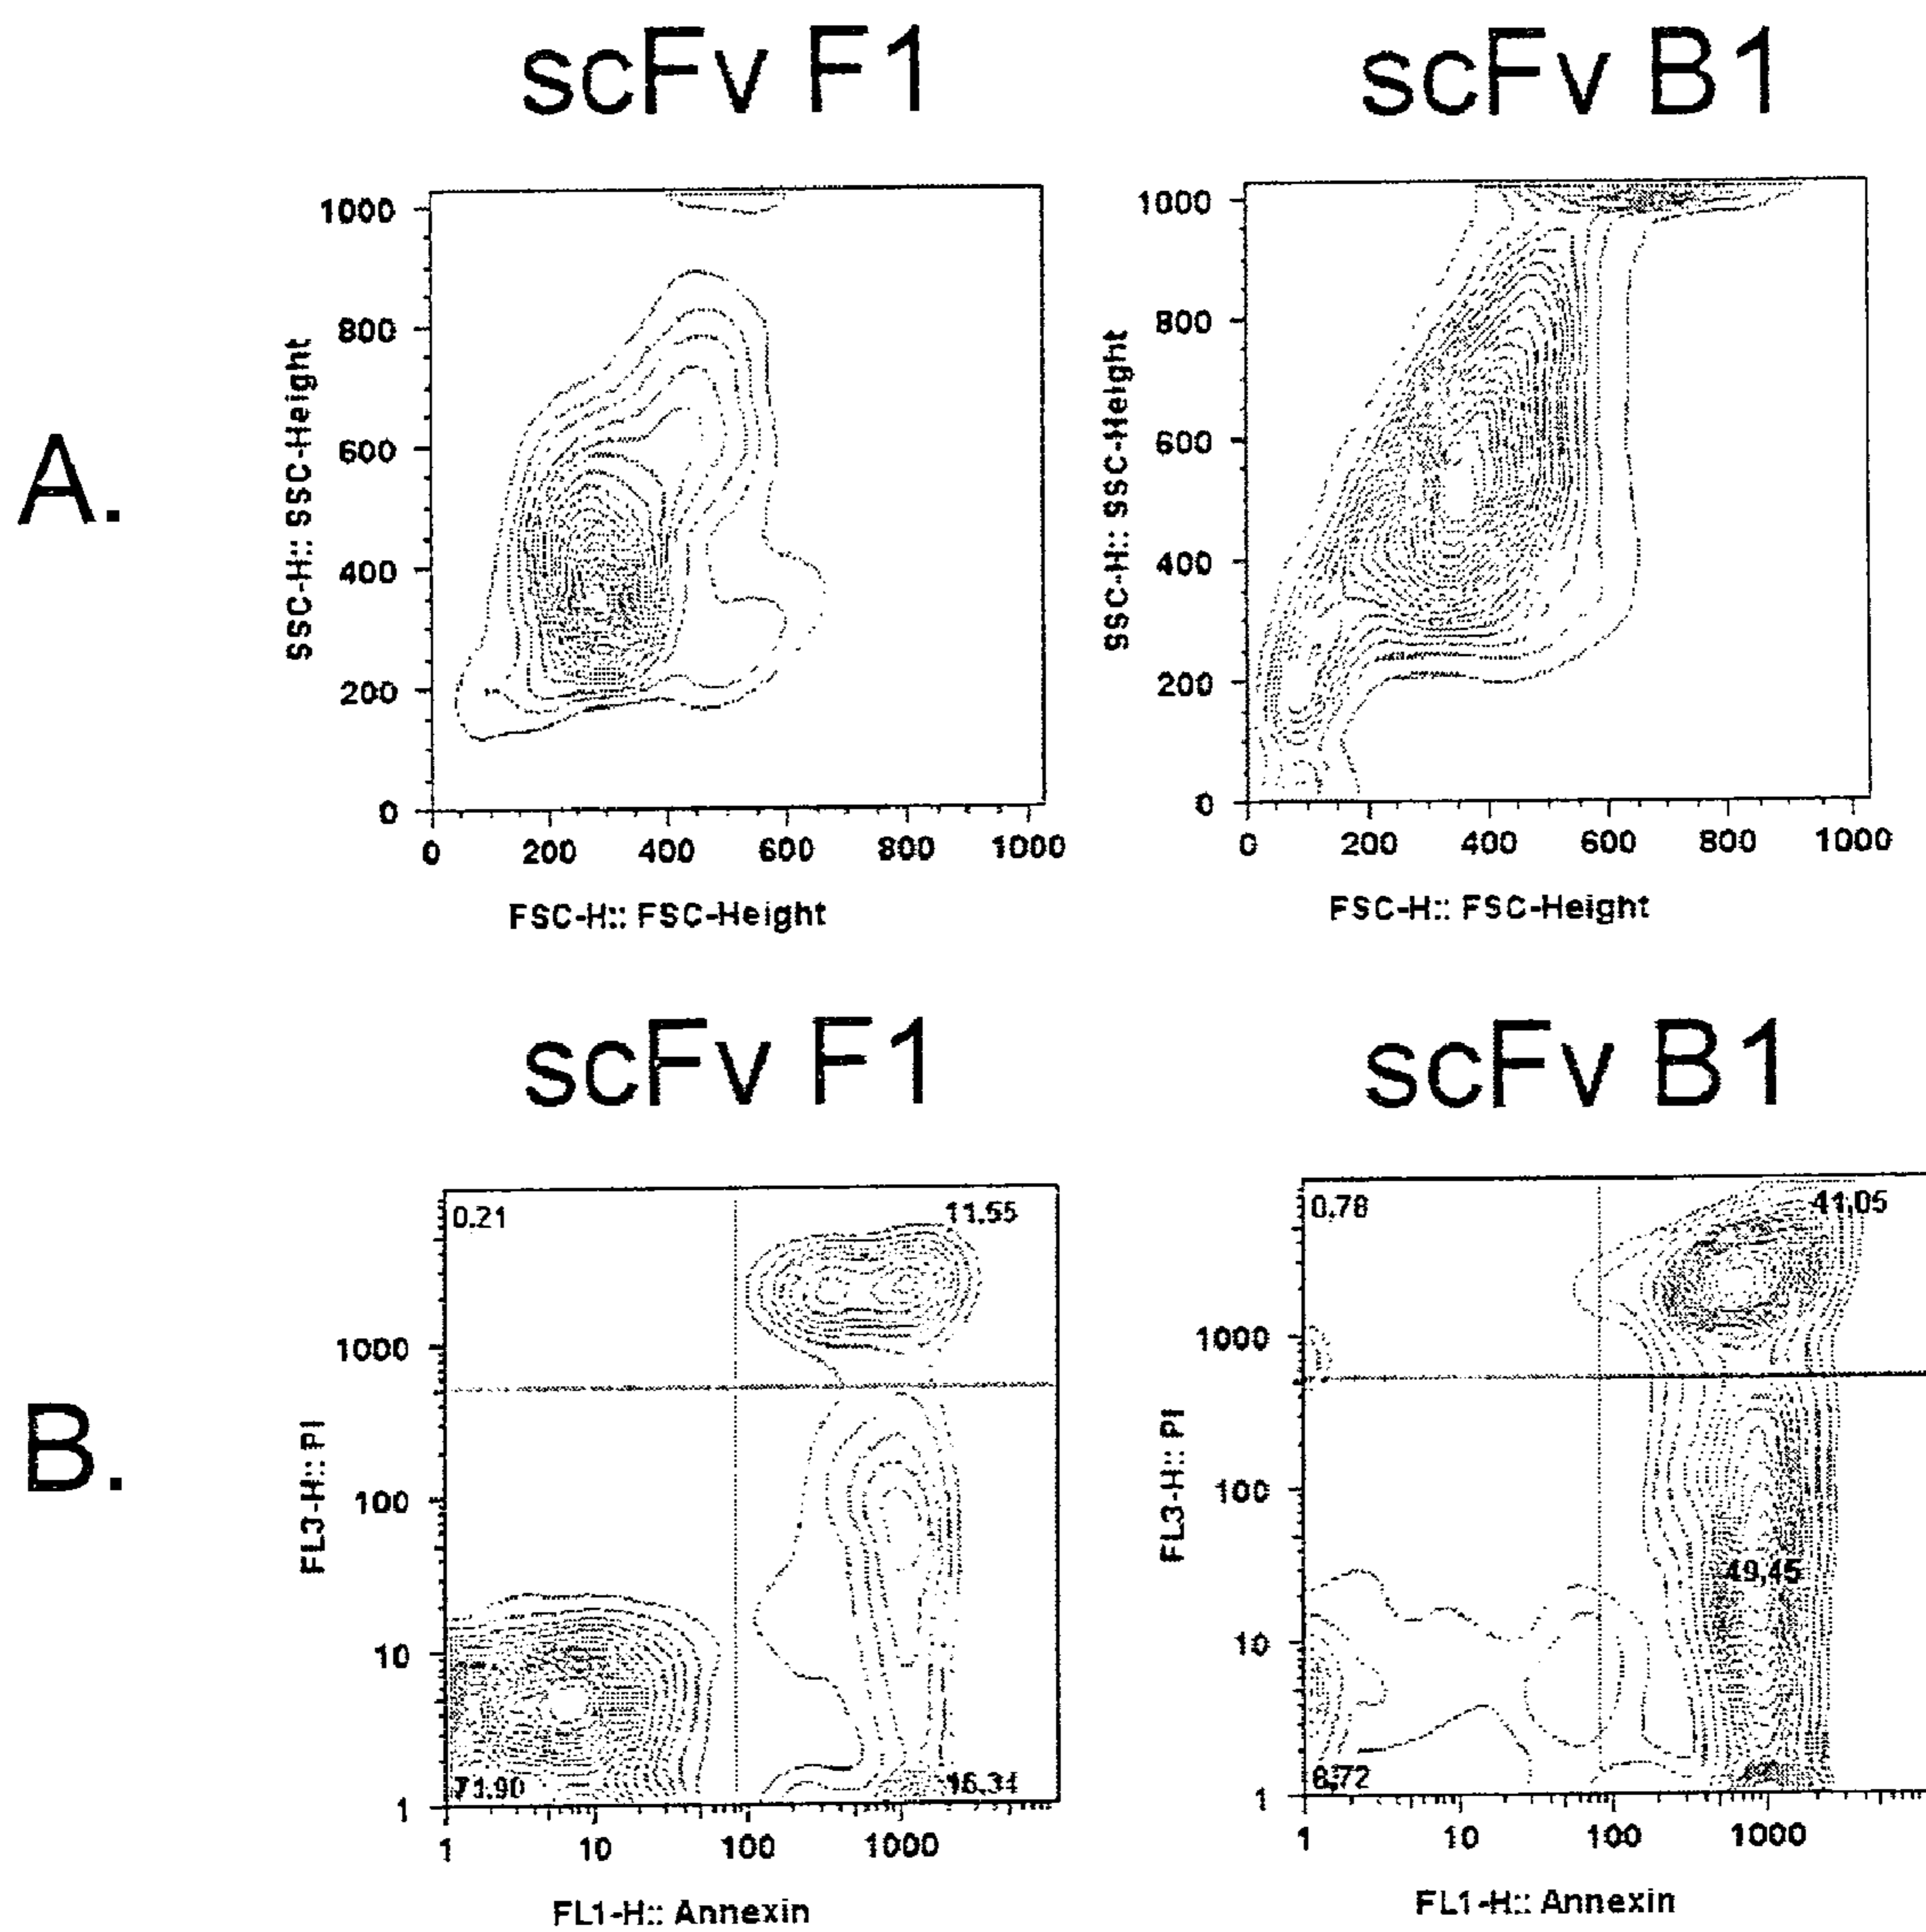 scFv F1 scFv B1
A.
1000
800
600
400
200
0
SSC-H:: SSC-Height
0 200 400 600 800 1000
FSC-H:: FSC-Height
1000
800
600
400
200
0
SSC-H:: SSC-Height
0 200 400 600 800 1000
FSC-H:: FSC-Height
scFv F1 scFv B1
B.
0.21 11.55
1000
100
10
1
FL3-H:: PI
71.90 16.34
1 10 100 1000
FL1-H:: Annexin
0.78 41.05
1000
100
10
1
FL3-H:: PI
49.45
8.72
1 10 100 1000
FL1-H:: Annexin